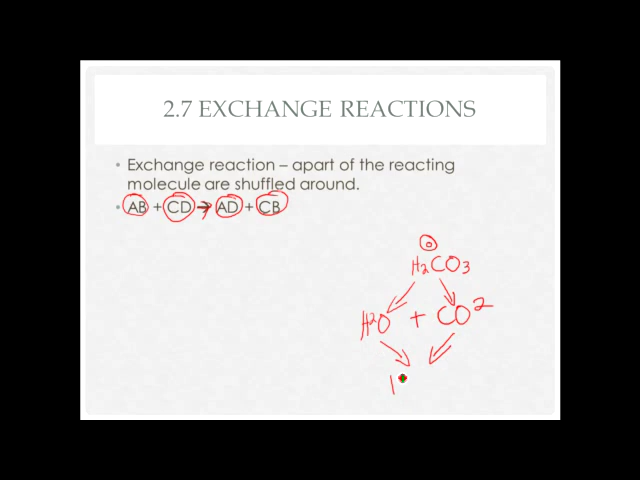 2.7 EXCHANGE REACTIONS
• Exchange reaction – apart of the reacting
molecule are shuffled around.
• AB + CD → AD + CB
H₂CO₃
H²O + CO²